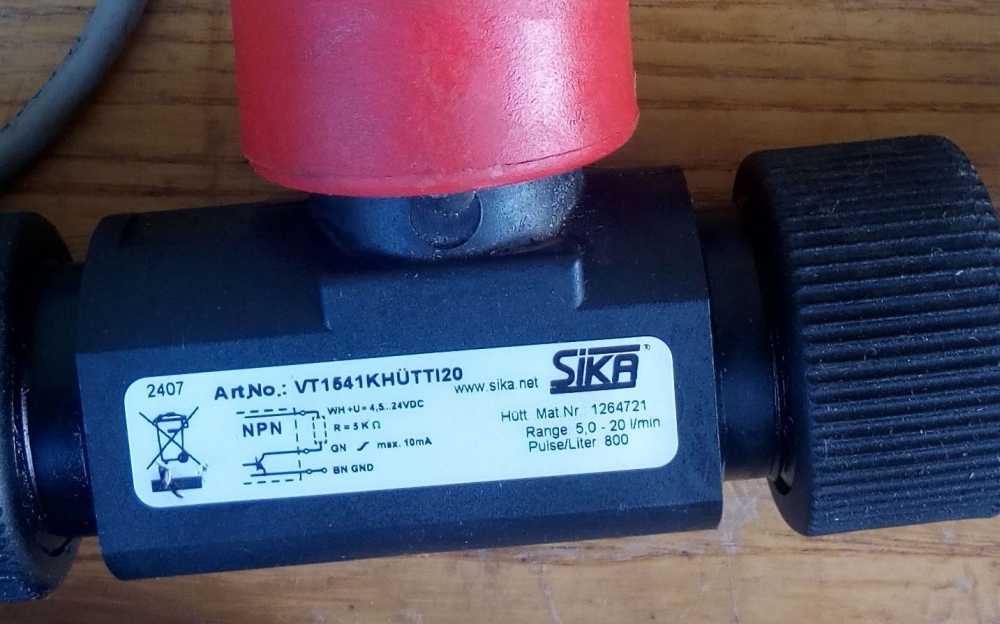 2407
Art.No.: VT1541KHÜTTI20
www.sika.net
SIKA
NPN
WH +U= 4,5...24VDC
R = 5 K Ω
GN max. 10mA
BN GND
Hütt Mat Nr 1264721
Range 5,0 - 20 l/min
Pulse/Liter 800